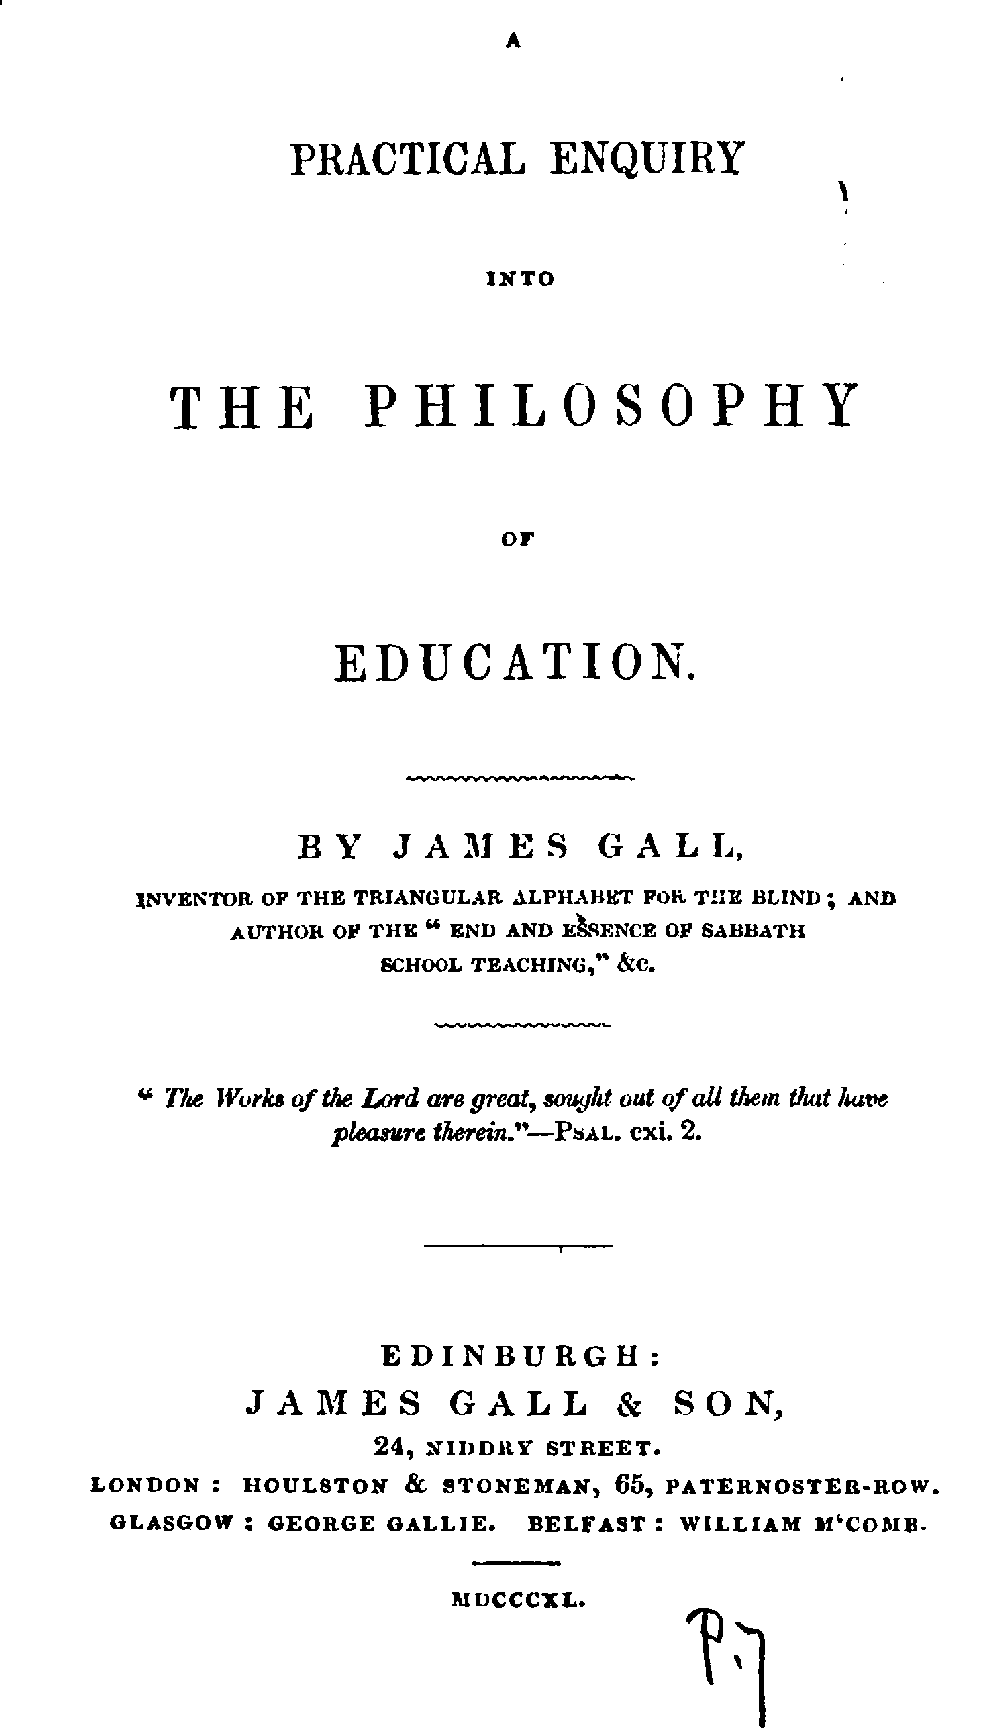 A
PRACTICAL ENQUIRY
INTO
THE PHILOSOPHY
OF
EDUCATION.
BY JAMES GALL,
INVENTOR OF THE TRIANGULAR ALPHABET FOR THE BLIND; AND
AUTHOR OF THE "END AND ESSENCE OF SABBATH
SCHOOL TEACHING," &C.
"The Works of the Lord are great, sought out of all them that have
pleasure therein."—PSAL. cxi. 2.
EDINBURGH:
JAMES GALL & SON,
24, NIDDRY STREET.
LONDON: HOULSTON & STONEMAN, 65, PATERNOSTER-ROW.
GLASGOW: GEORGE GALLIE. BELFAST: WILLIAM M‘COMB.
MDCCCXL.
P. 7